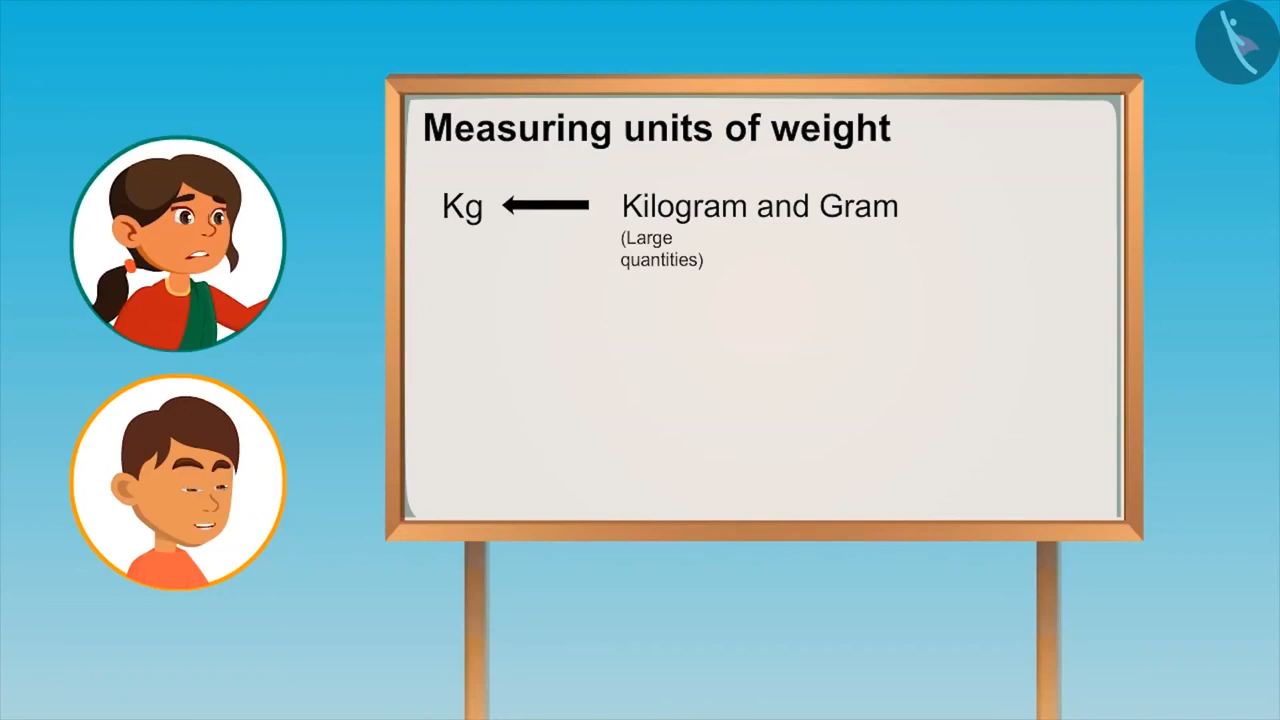 Measuring units of weight
Kg Kilogram and Gram
(Large
quantities)